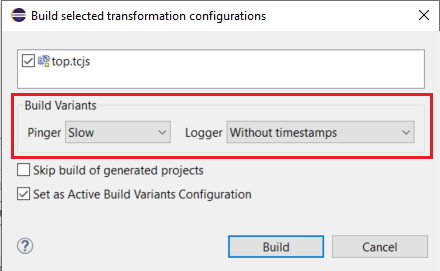 Build selected transformation configurations
top.tcjs
Build Variants
Pinger Slow Logger Without timestamps
Skip build of generated projects
Set as Active Build Variants Configuration
? Build Cancel